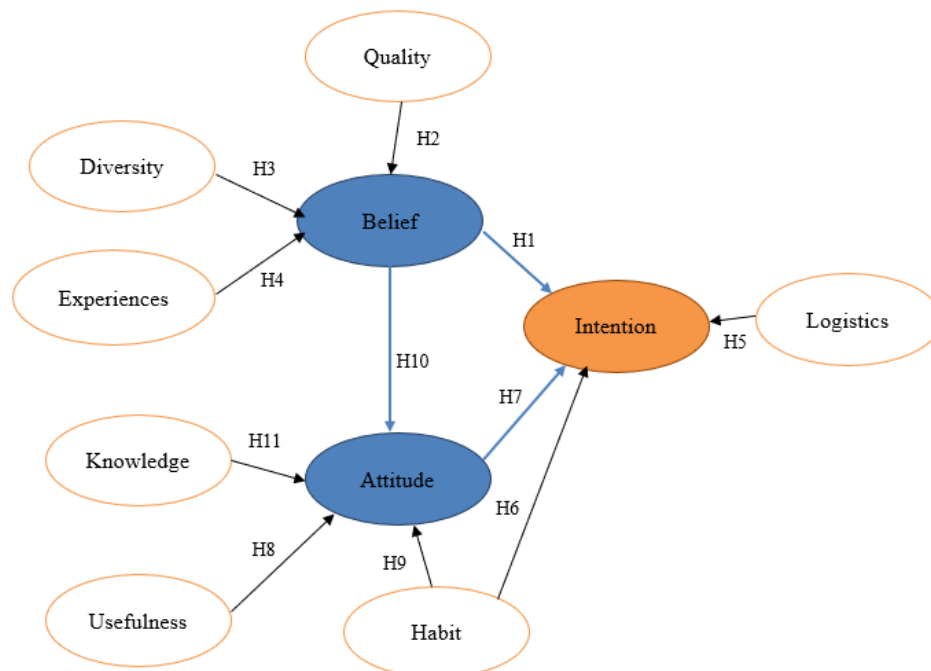 Quality
H2
Diversity
H3
Belief
H1
Experiences
H4
Intention
Logistics
H5
H10
H7
Knowledge
H11
Attitude
H6
H8
H9
Usefulness
Habit